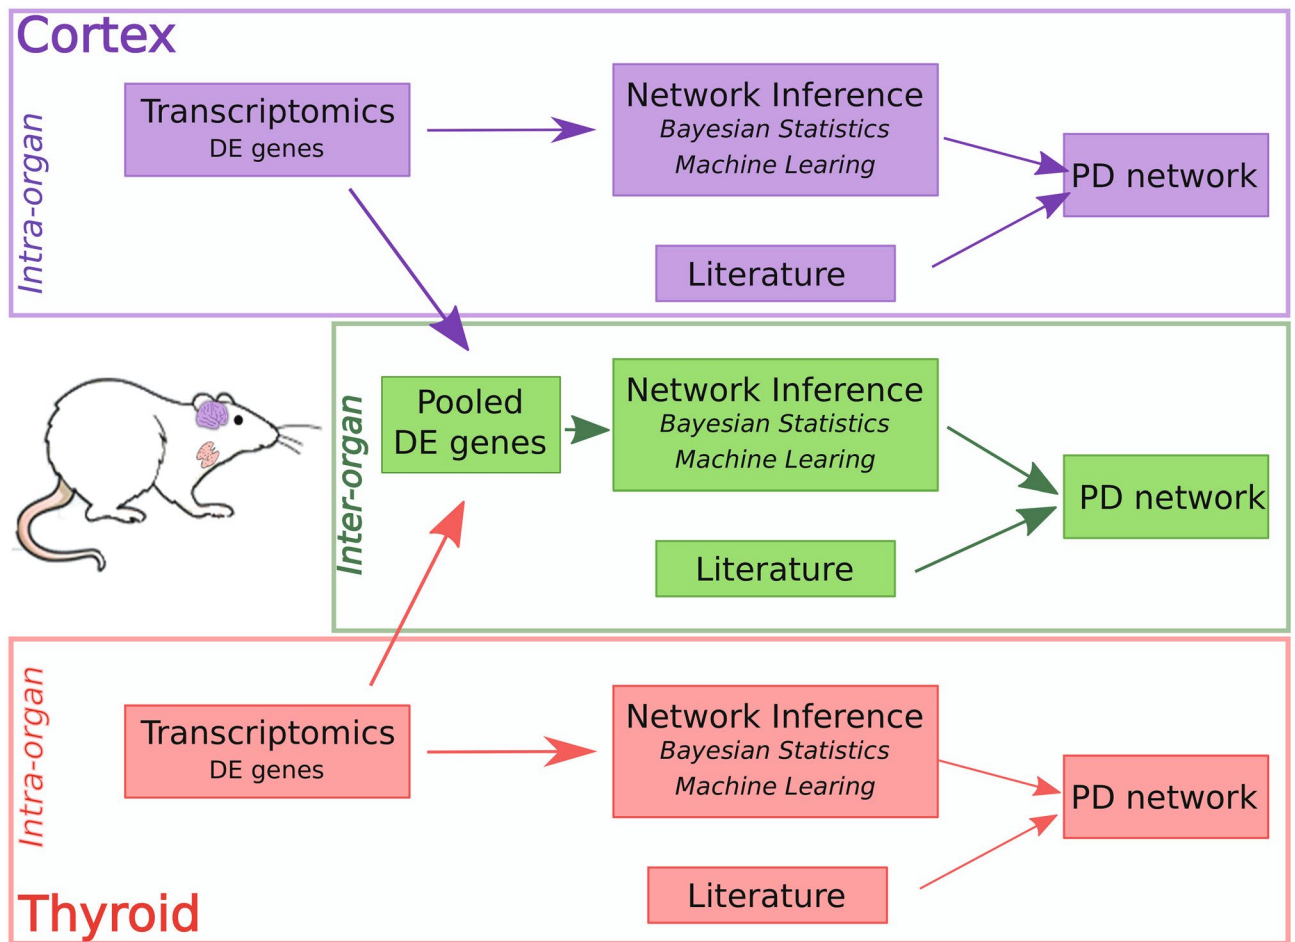 Cortex
Intra-organ
Transcriptomics
DE genes
Network Inference
Bayesian Statistics
Machine Learing
PD network
Literature
Inter-organ
Pooled
DE genes
Network Inference
Bayesian Statistics
Machine Learing
PD network
Literature
Intra-organ
Transcriptomics
DE genes
Network Inference
Bayesian Statistics
Machine Learing
PD network
Literature
Thyroid